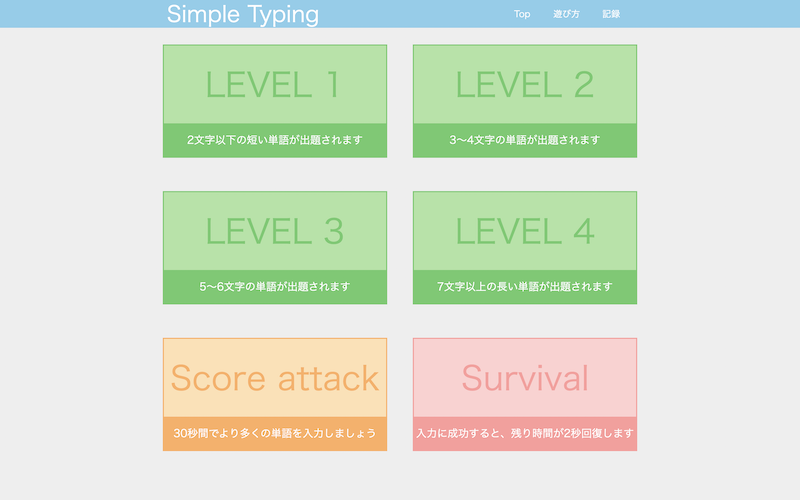 Simple Typing
Top 遊び方 記録
LEVEL 1
2文字以下の短い単語が出題されます
LEVEL 2
3〜4文字の単語が出題されます
LEVEL 3
5〜6文字の単語が出題されます
LEVEL 4
7文字以上の長い単語が出題されます
Score attack
30秒間でより多くの単語を入力しましょう
Survival
入力に成功すると、残り時間が2秒回復します